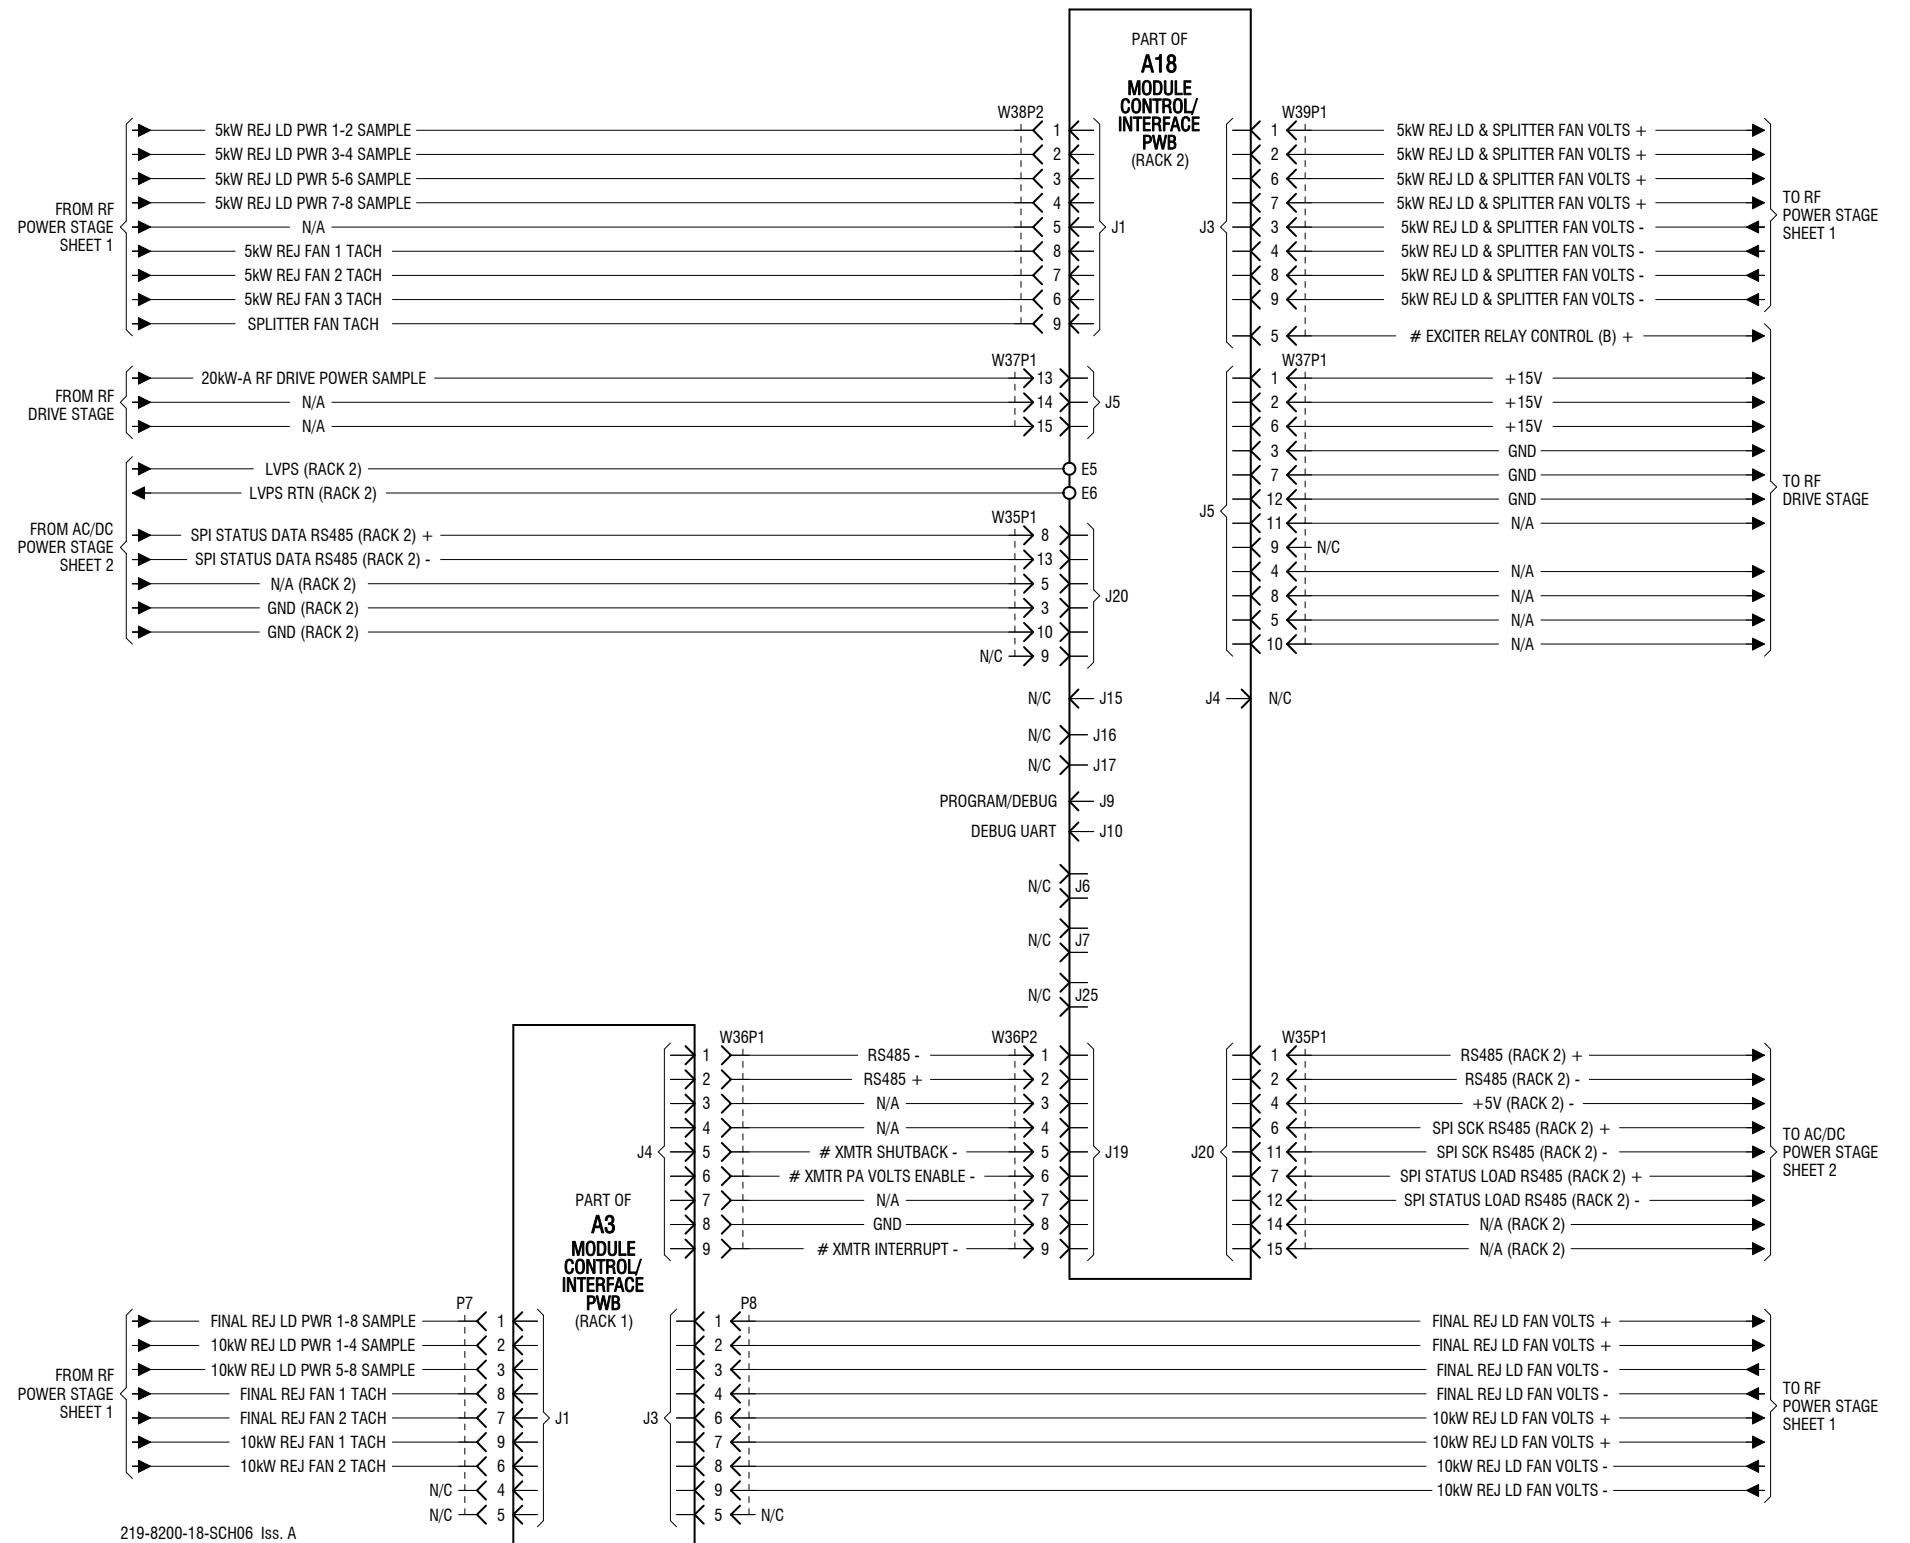 PART OF
A18
MODULE
CONTROL/
INTERFACE
PWB
(RACK 2)
W38P2
5kW REJ LD PWR 1-2 SAMPLE 1
5kW REJ LD PWR 3-4 SAMPLE 2
5kW REJ LD PWR 5-6 SAMPLE 3
5kW REJ LD PWR 7-8 SAMPLE 4
N/A 5
5kW REJ FAN 1 TACH 8
5kW REJ FAN 2 TACH 7
5kW REJ FAN 3 TACH 6
SPLITTER FAN TACH 9
FROM RF
POWER STAGE
SHEET 1
J1
W37P1
20kW-A RF DRIVE POWER SAMPLE 13
N/A 14
N/A 15
FROM RF
DRIVE STAGE
J5
LVPS (RACK 2) E5
LVPS RTN (RACK 2) E6
W35P1
SPI STATUS DATA RS485 (RACK 2) + 8
SPI STATUS DATA RS485 (RACK 2) - 13
N/A (RACK 2) 5
GND (RACK 2) 3
GND (RACK 2) 10
N/C 9
FROM AC/DC
POWER STAGE
SHEET 2
J20
W39P1
1 5kW REJ LD & SPLITTER FAN VOLTS +
2 5kW REJ LD & SPLITTER FAN VOLTS +
6 5kW REJ LD & SPLITTER FAN VOLTS +
7 5kW REJ LD & SPLITTER FAN VOLTS +
3 5kW REJ LD & SPLITTER FAN VOLTS -
4 5kW REJ LD & SPLITTER FAN VOLTS -
8 5kW REJ LD & SPLITTER FAN VOLTS -
9 5kW REJ LD & SPLITTER FAN VOLTS -
5 # EXCITER RELAY CONTROL (B) +
J3
TO RF
POWER STAGE
SHEET 1
W37P1
1 +15V
2 +15V
6 +15V
3 GND
7 GND
12 GND
11 N/A
9 N/C
4 N/A
8 N/A
5 N/A
10 N/A
J5
TO RF
DRIVE STAGE
N/C J15
J4 N/C
N/C J16
N/C J17
PROGRAM/DEBUG J9
DEBUG UART J10
N/C J6
N/C J7
N/C J25
W36P1 W36P2
1 RS485 - 1
2 RS485 + 2
3 N/A 3
4 N/A 4
5 # XMTR SHUTBACK - 5
6 # XMTR PA VOLTS ENABLE - 6
7 N/A 7
8 GND 8
9 # XMTR INTERRUPT - 9
J4
J19
W35P1
1 RS485 (RACK 2) +
2 RS485 (RACK 2) -
4 +5V (RACK 2) -
6 SPI SCK RS485 (RACK 2) +
11 SPI SCK RS485 (RACK 2) -
7 SPI STATUS LOAD RS485 (RACK 2) +
12 SPI STATUS LOAD RS485 (RACK 2) -
14 N/A (RACK 2)
15 N/A (RACK 2)
J20
TO AC/DC
POWER STAGE
SHEET 2
PART OF
A3
MODULE
CONTROL/
INTERFACE
PWB
(RACK 1)
P7
FINAL REJ LD PWR 1-8 SAMPLE 1
10kW REJ LD PWR 1-4 SAMPLE 2
10kW REJ LD PWR 5-8 SAMPLE 3
FINAL REJ FAN 1 TACH 8
FINAL REJ FAN 2 TACH 7
10kW REJ FAN 1 TACH 9
10kW REJ FAN 2 TACH 6
N/C 4
N/C 5
FROM RF
POWER STAGE
SHEET 1
J1
P8
1 FINAL REJ LD FAN VOLTS +
2 FINAL REJ LD FAN VOLTS +
3 FINAL REJ LD FAN VOLTS -
4 FINAL REJ LD FAN VOLTS -
6 10kW REJ LD FAN VOLTS +
7 10kW REJ LD FAN VOLTS +
8 10kW REJ LD FAN VOLTS -
9 10kW REJ LD FAN VOLTS -
5 N/C
J3
TO RF
POWER STAGE
SHEET 1
219-8200-18-SCH06 Iss. A